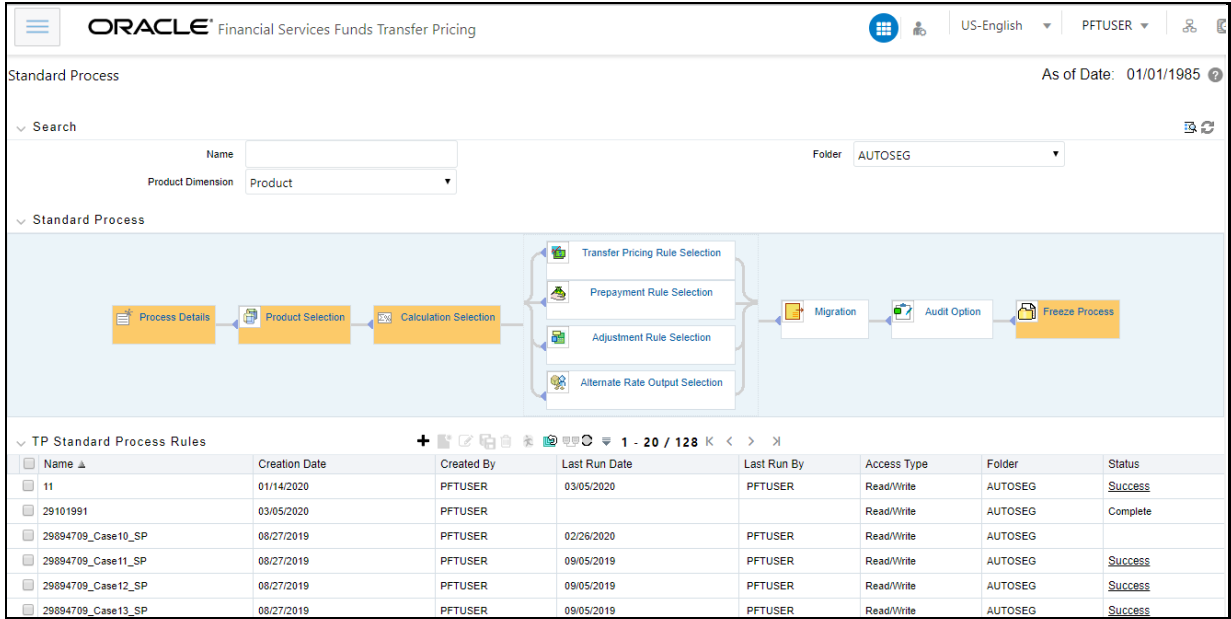 ORACLE Financial Services Funds Transfer Pricing US-English PFTUSER
Standard Process As of Date: 01/01/1985
Search
Name Folder AUTOSEG
Product Dimension Product
Standard Process
Transfer Pricing Rule Selection
Prepayment Rule Selection
Process Details Product Selection Calculation Selection Migration Audit Option Freeze Process
Adjustment Rule Selection
Alternate Rate Output Selection
TP Standard Process Rules 1 - 20 / 128
Name Creation Date Created By Last Run Date Last Run By Access Type Folder Status
11 01/14/2020 PFTUSER 03/05/2020 PFTUSER Read/Write AUTOSEG Success
29101991 03/05/2020 PFTUSER Read/Write AUTOSEG Complete
29894709_Case10_SP 08/27/2019 PFTUSER 02/26/2020 PFTUSER Read/Write AUTOSEG
29894709_Case11_SP 08/27/2019 PFTUSER 09/05/2019 PFTUSER Read/Write AUTOSEG Success
29894709_Case12_SP 08/27/2019 PFTUSER 09/05/2019 PFTUSER Read/Write AUTOSEG Success
29894709_Case13_SP 08/27/2019 PFTUSER 09/05/2019 PFTUSER Read/Write AUTOSEG Success